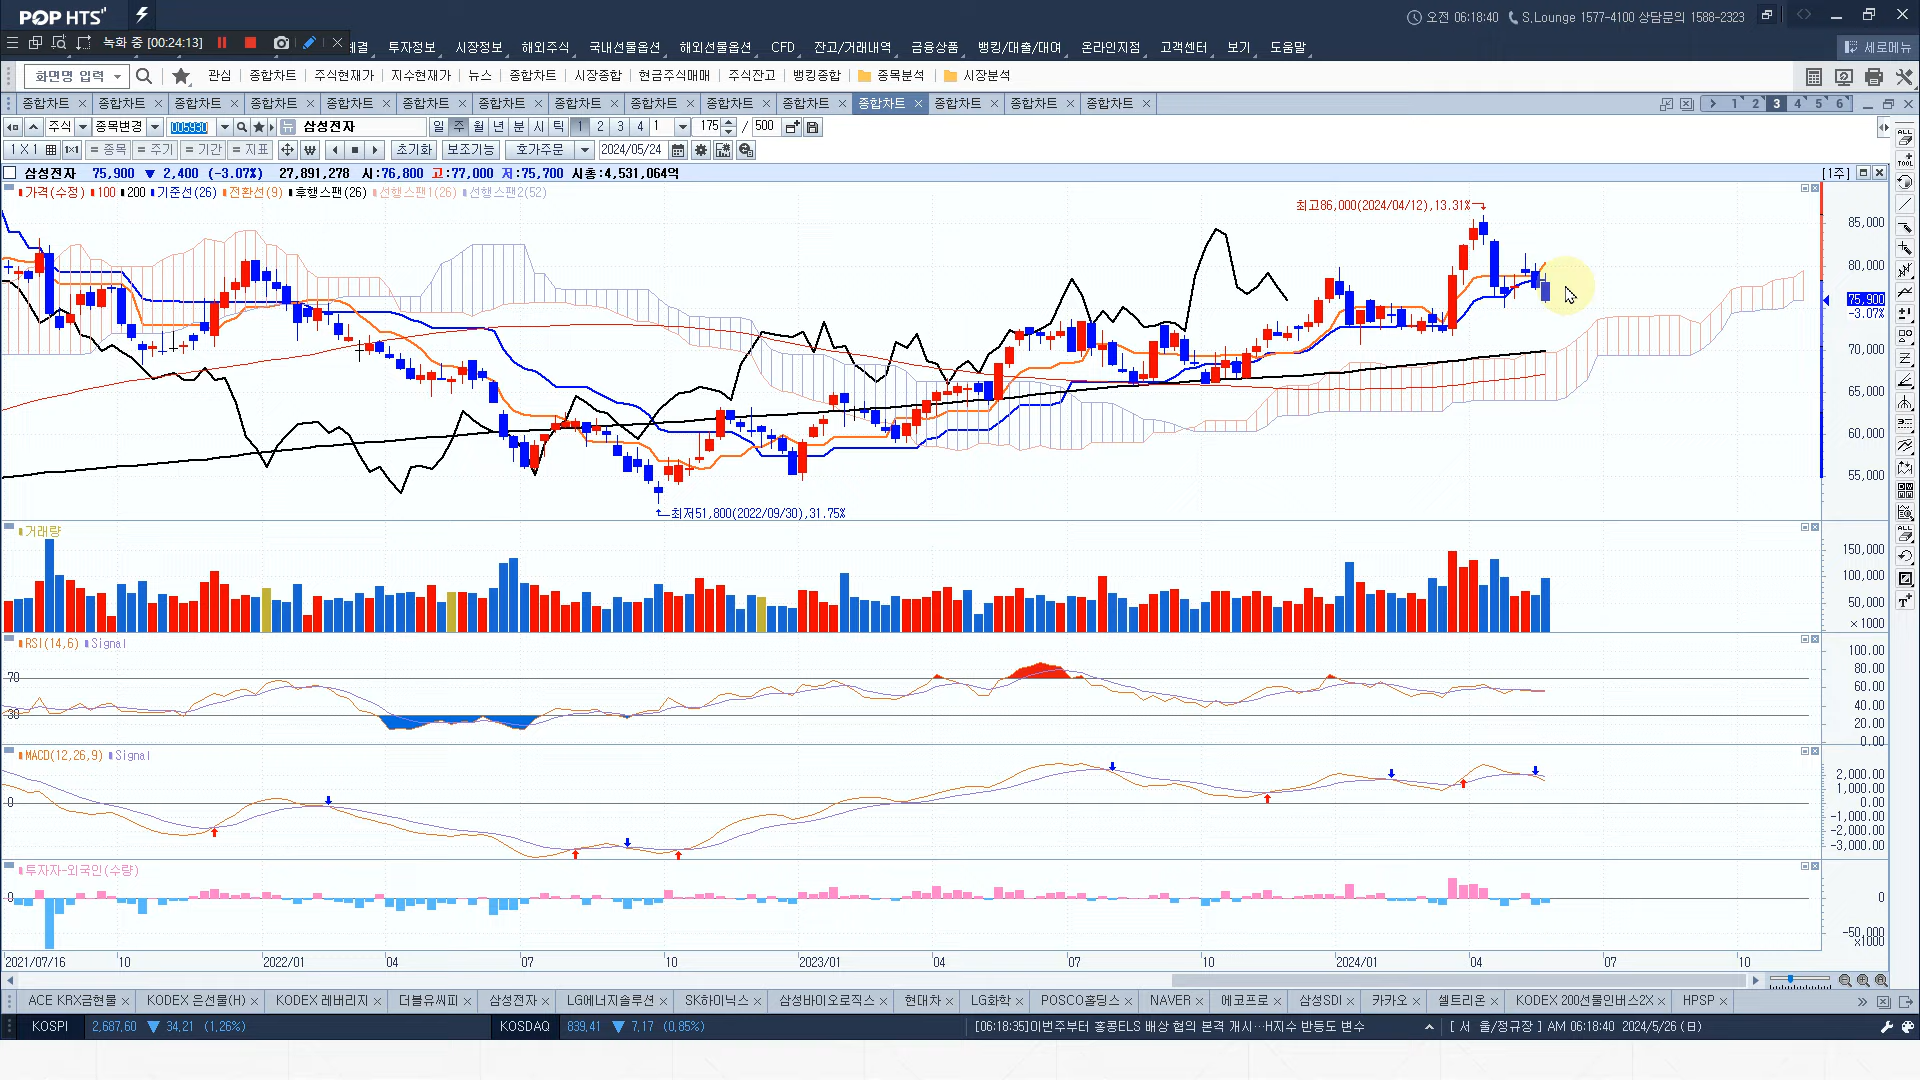 POP HTS
오전 06:18:40 S.Lounge 1577-4100 상담문의 1588-2323
녹화 중 [00:24:13]
투자정보 시장정보 해외주식 국내선물옵션 해외선물옵션 CFD 잔고/거래내역 금융상품 뱅킹/대출/대여 온라인지점 고객센터 보기 도움말 세로메뉴
화면명 입력 관심 종합차트 주식현재가 지수현재가 뉴스 종합차트 시장종합 현금주식매매 주식잔고 뱅킹종합 종목분석 시장분석
종합차트 종합차트 종합차트 종합차트 종합차트 종합차트 종합차트 종합차트 종합차트 종합차트 종합차트 종합차트 종합차트 종합차트 종합차트 1 2 3 4 5 6
주식 종목변경 005930 삼성전자 일 주 월 년 분 시 틱 1 2 3 4 1 175 / 500
1 X 1 = 종목 = 주기 = 기간 = 지표 초기화 보조기능 호가주문 2024/05/24
삼성전자 75,900 ▼ 2,400 (-3.07%) 27,891,278 시:76,800 고:77,000 저:75,700 시총:4,531,064억 [1주]
가격(수정) 100 200 기준선(26) 전환선(9) 후행스팬(26) 선행스팬1(26) 선행스팬2(52)
최고86,000(2024/04/12),13.31%
85,000
80,000
75,900
-3.07%
70,000
65,000
60,000
55,000
최저51,800(2022/09/30),31.75%
거래량
150,000
100,000
50,000
×1000
RSI(14,6) Signal
100.00
80.00
70
60.00
40.00
30
20.00
0.00
MACD(12,26,9) Signal
2,000.00
1,000.00
0 0.00
-1,000.00
-2,000.00
-3,000.00
투자자-외국인(수량)
0 0
-50,000
×1000
2021/07/16 10 2022/01 04 07 10 2023/01 04 07 10 2024/01 04 07 10
ACE KRX금현물 KODEX 은선물(H) KODEX 레버리지 더블유씨피 삼성전자 LG에너지솔루션 SK하이닉스 삼성바이오로직스 현대차 LG화학 POSCO홀딩스 NAVER 에코프로 삼성SDI 카카오 셀트리온 KODEX 200선물인버스2X HPSP
KOSPI 2,687,60 ▼ 34,21 (1,26%) KOSDAQ 839,41 ▼ 7,17 (0,85%) [06:18:35]이번주부터 홍콩ELS 배상 협의 본격 개시…H지수 반등도 변수 [ 서 울/정규장 ] AM 06:18:40 2024/5/26 (日)